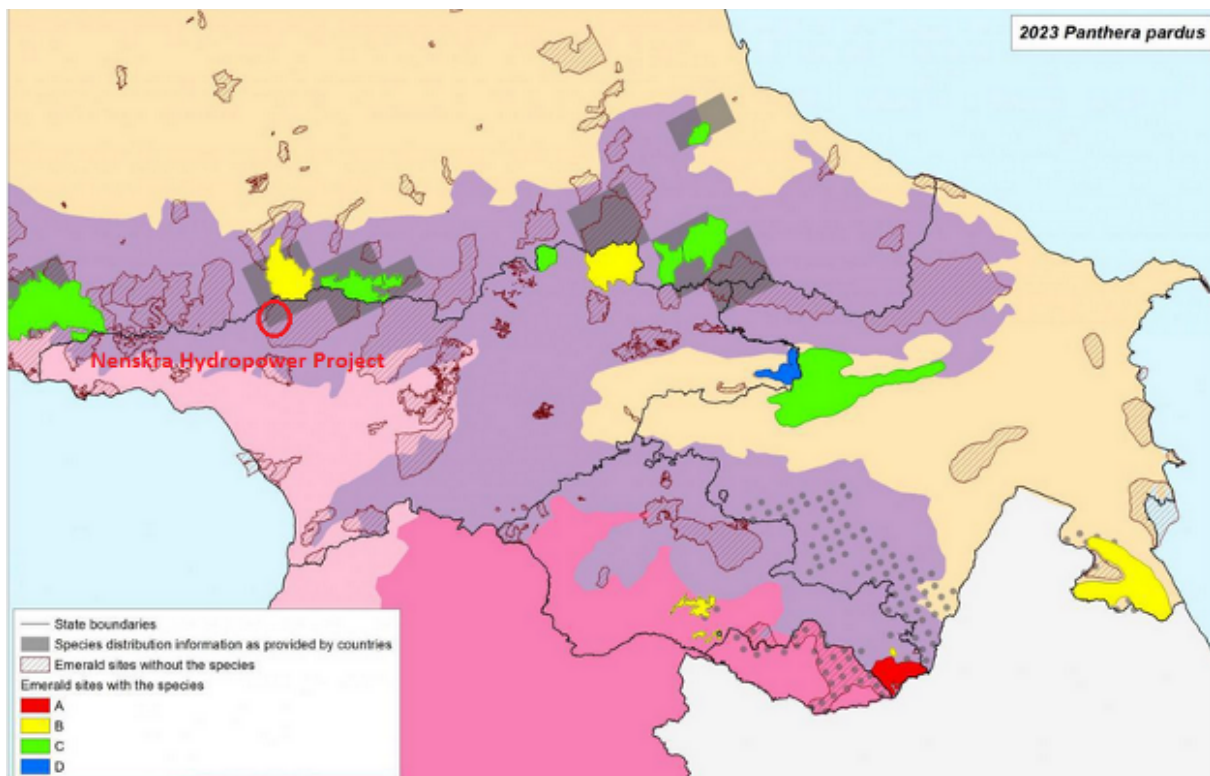 2023 Panthera pardus
Nenskra Hydropower Project
State boundaries
Species distribution information as provided by countries
Emerald sites without the species
Emerald sites with the species
A
B
C
D